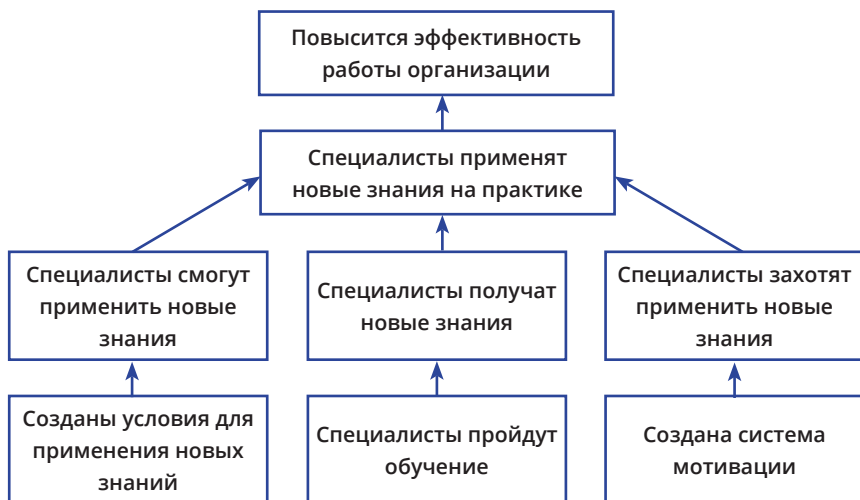 Повысится эффективность
работы организации
Специалисты применят
новые знания на практике
Специалисты смогут
применить новые
знания
Специалисты получат
новые знания
Специалисты захотят
применить новые
знания
Созданы условия для
применения новых
знаний
Специалисты пройдут
обучение
Создана система
мотивации